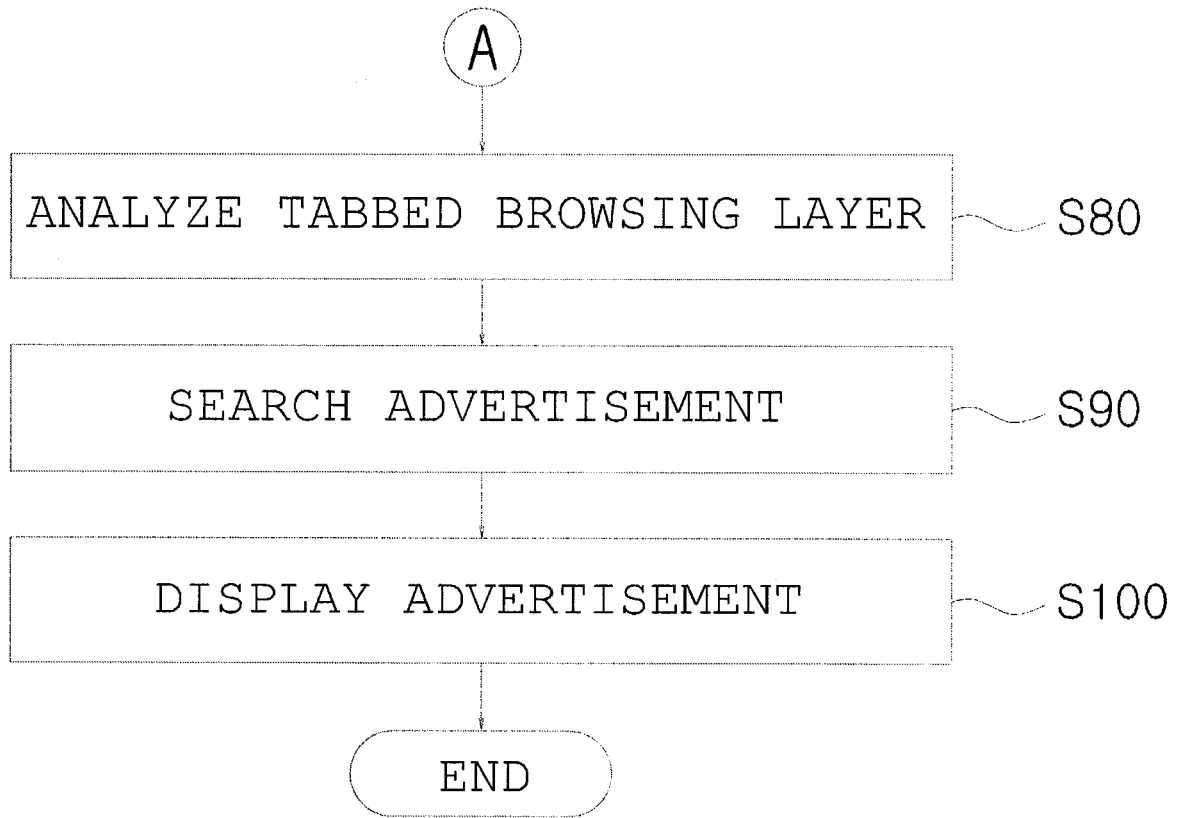 A
ANALYZE TABBED BROWSING LAYER
S80
SEARCH ADVERTISEMENT
S90
DISPLAY ADVERTISEMENT
S100
END